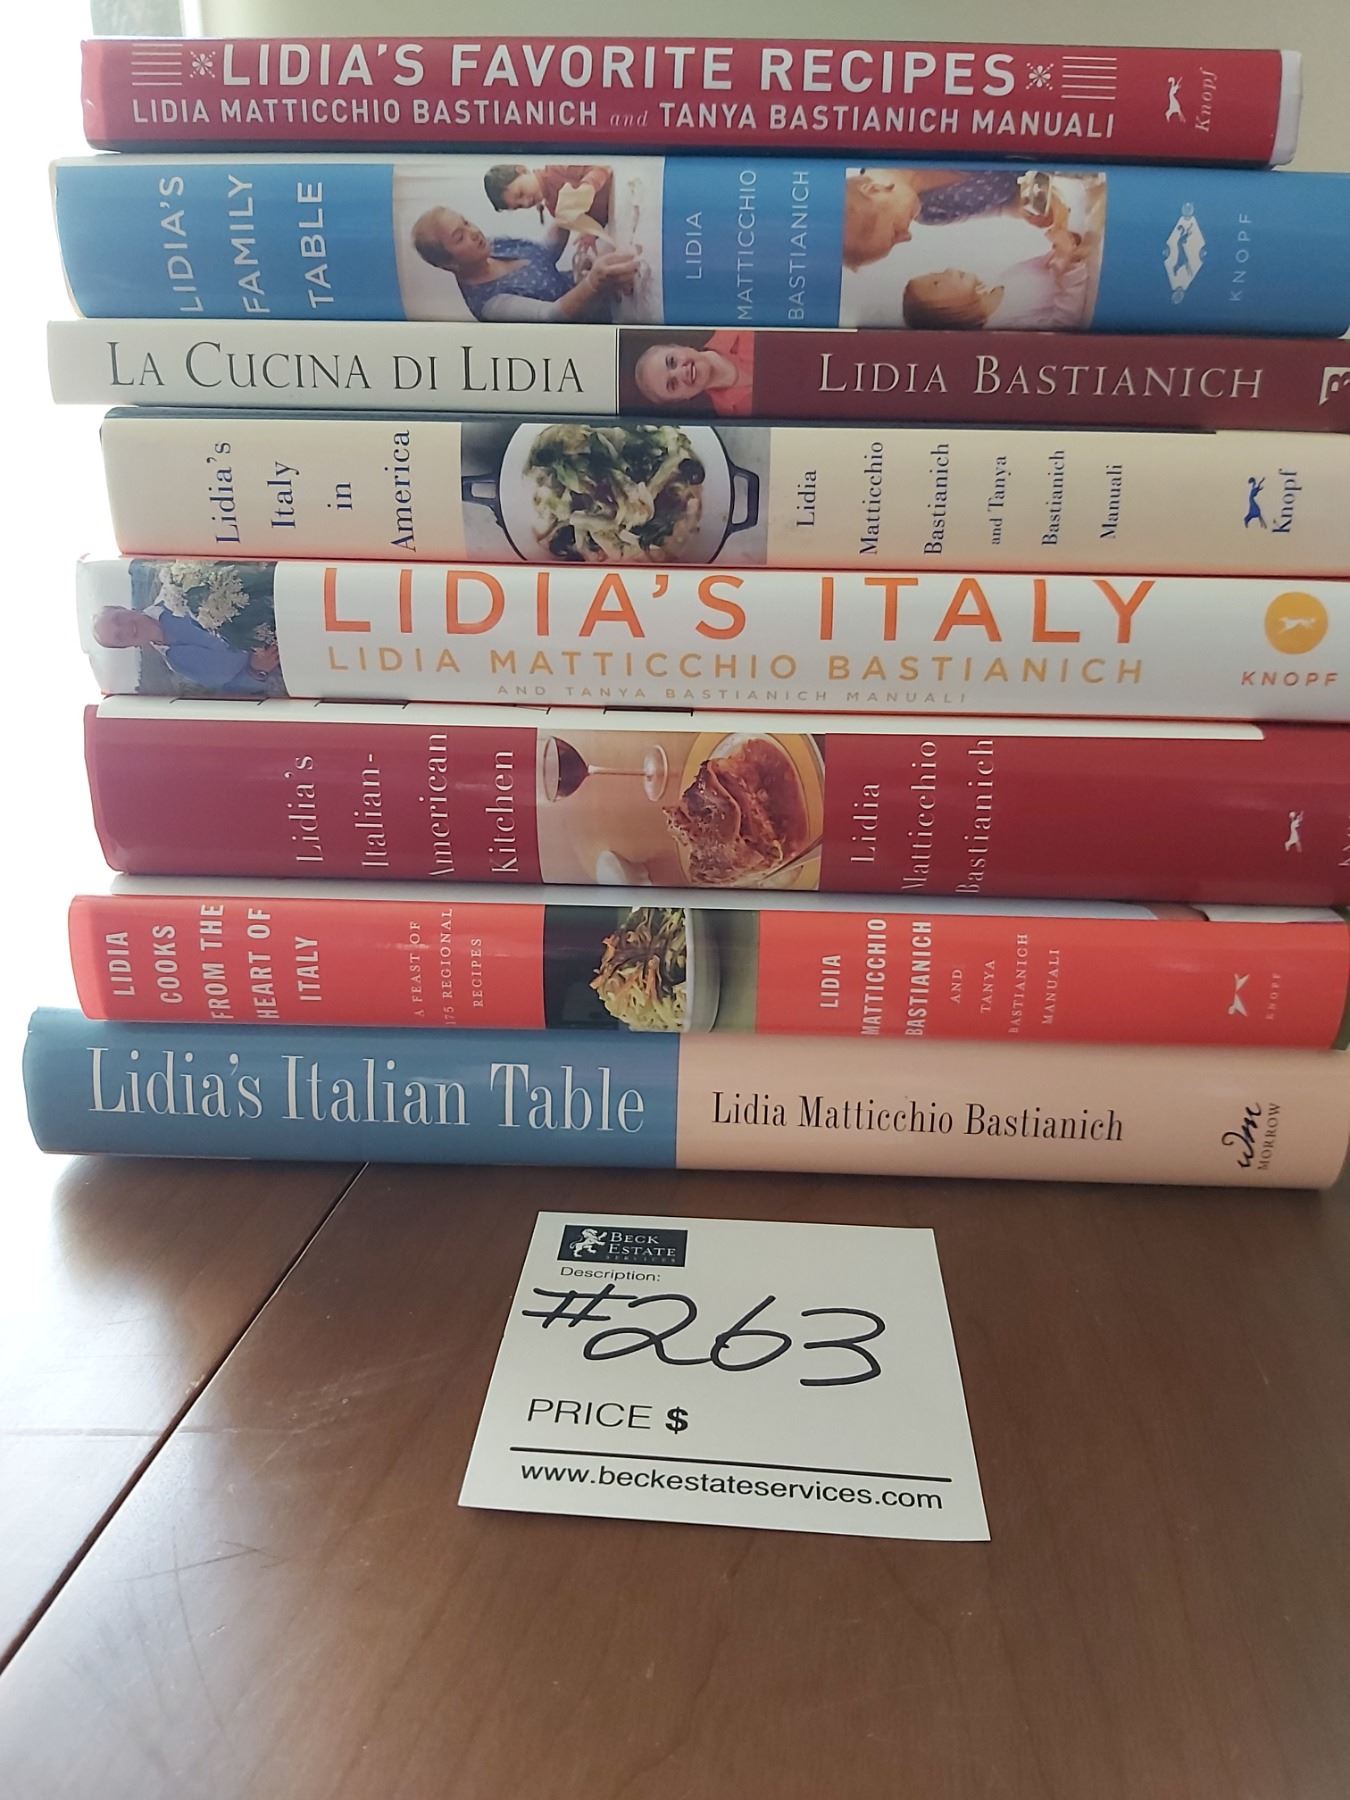 LIDIA'S FAVORITE RECIPES
LIDIA MATTICCHIO BASTIANICH and TANYA BASTIANICH MANUALI
Knopf
LIDIA'S
FAMILY
TABLE
LIDIA
MATTICCHIO
BASTIANICH
KNOPF
LA CUCINA DI LIDIA
LIDIA BASTIANICH
Lidia's
Italy
in
America
Lidia
Matticchio
Bastianich
and Tanya
Bastianich
Manuali
Knopf
LIDIA'S ITALY
LIDIA MATTICCHIO BASTIANICH
AND TANYA BASTIANICH MANUALI
KNOPF
Lidia's
Italian-
American
Kitchen
Lidia
Matticchio
Bastianich
LIDIA
COOKS
FROM THE
HEART OF
ITALY
A FEAST OF
175 REGIONAL
RECIPES
LIDIA
MATTICCHIO
BASTIANICH
AND
TANYA
BASTIANICH
MANUALI
KNOPF
Lidia's Italian Table
Lidia Matticchio Bastianich
wm
MORROW
BECK
ESTATE
SERVICES
Description:
#263
PRICE $
www.beckestateservices.com